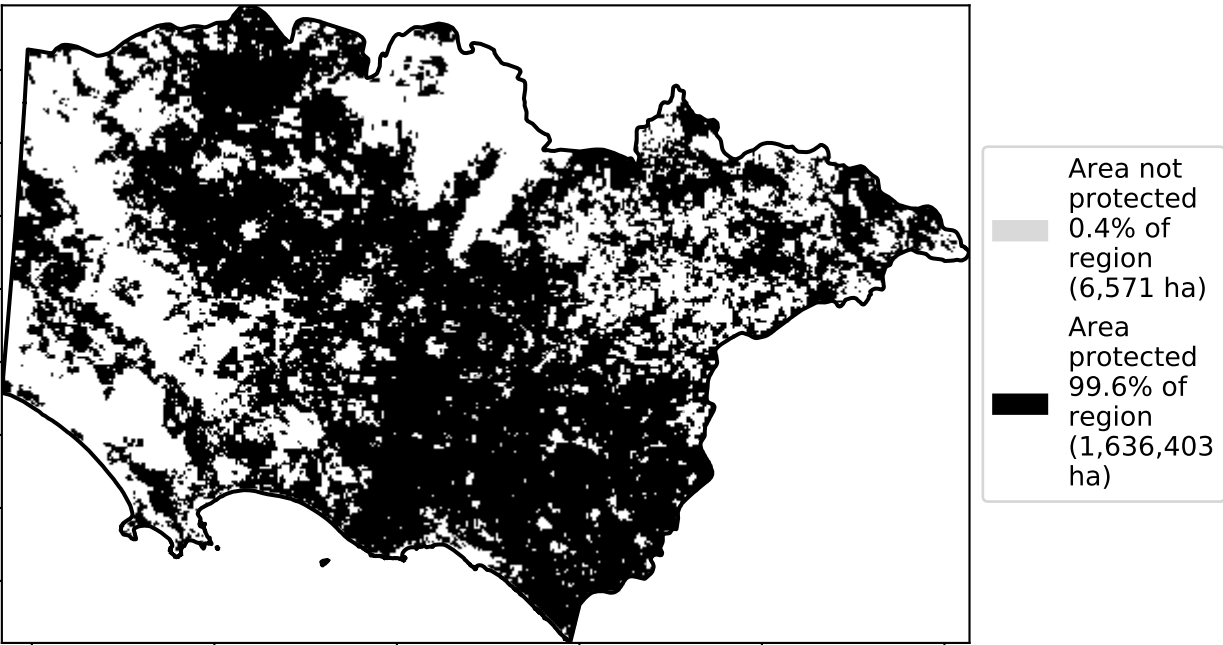 Area not
protected
0.4% of
region
(6,571 ha)
Area
protected
99.6% of
region
(1,636,403
ha)